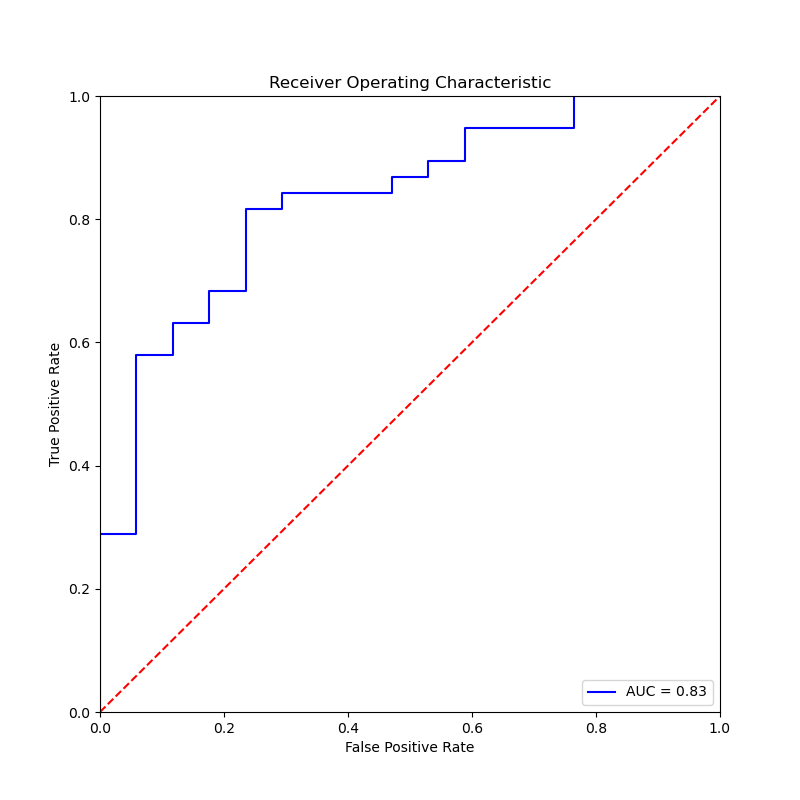 Receiver Operating Characteristic
1.0
0.8
0.6
0.4
0.2
0.0
True Positive Rate
AUC = 0.83
0.0 0.2 0.4 0.6 0.8 1.0
False Positive Rate